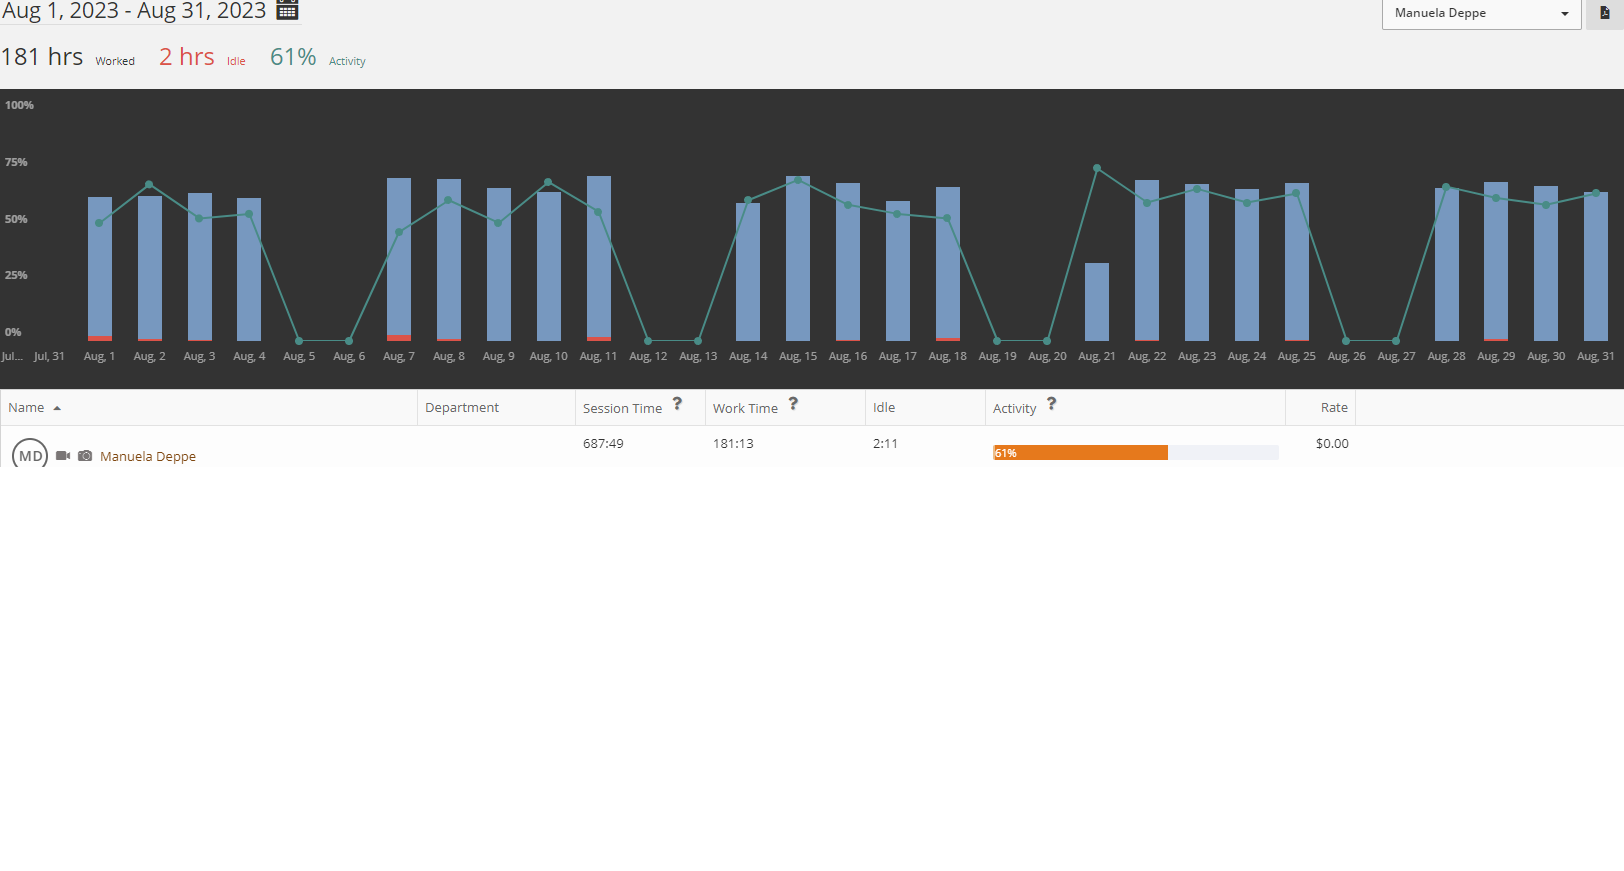 Aug 1, 2023 - Aug 31, 2023
Manuela Deppe
181 hrs Worked 2 hrs Idle 61% Activity
100%
75%
50%
25%
0%
Jul... Jul, 31 Aug, 1 Aug, 2 Aug, 3 Aug, 4 Aug, 5 Aug, 6 Aug, 7 Aug, 8 Aug, 9 Aug, 10 Aug, 11 Aug, 12 Aug, 13 Aug, 14 Aug, 15 Aug, 16 Aug, 17 Aug, 18 Aug, 19 Aug, 20 Aug, 21 Aug, 22 Aug, 23 Aug, 24 Aug, 25 Aug, 26 Aug, 27 Aug, 28 Aug, 29 Aug, 30 Aug, 31
Name Department Session Time ? Work Time ? Idle Activity ? Rate
MD Manuela Deppe 687:49 181:13 2:11 61% $0.00